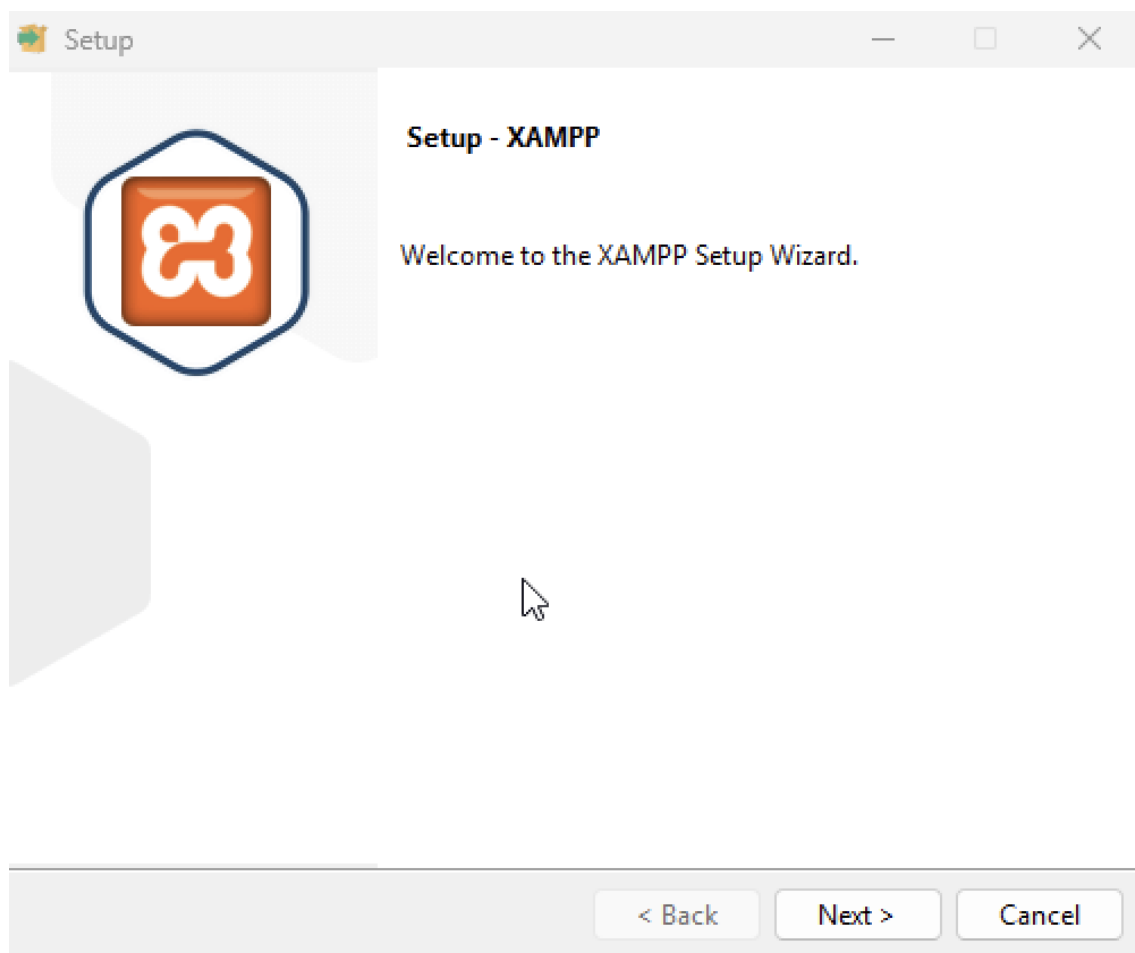 Setup
Setup - XAMPP
Welcome to the XAMPP Setup Wizard.
< Back
Next >
Cancel